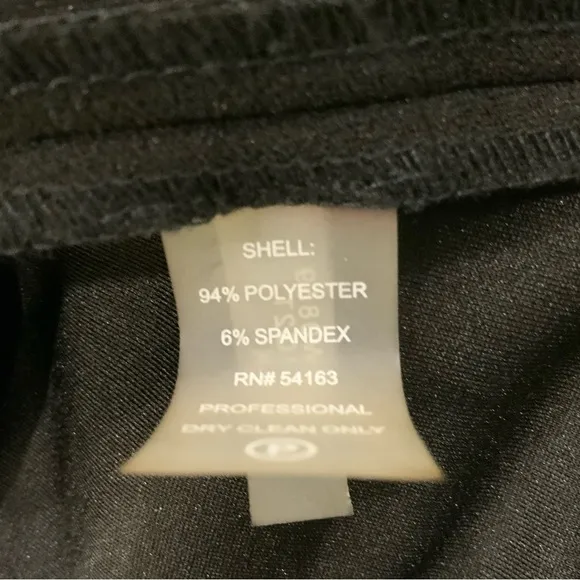 SHELL:
94% POLYESTER
6% SPANDEX
RN# 54163
PROFESSIONAL
DRY CLEAN ONLY
P